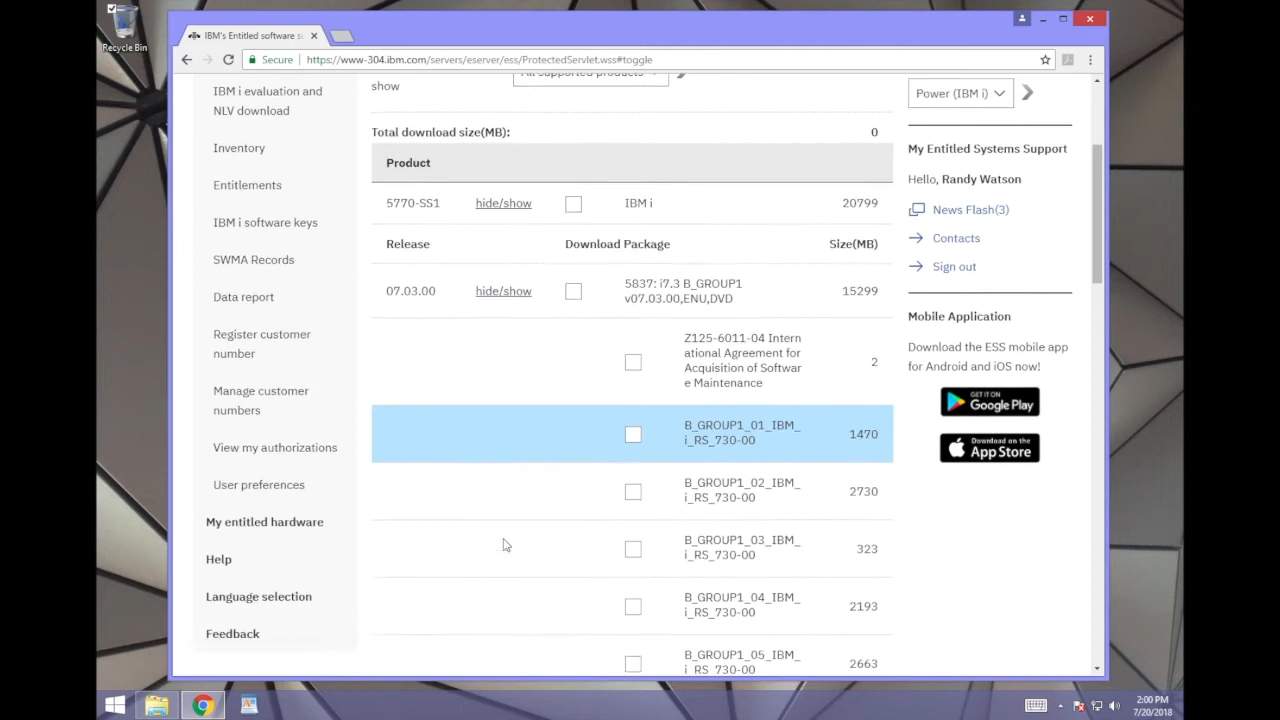 Recycle Bin
IBM's Entitled software s
Secure
https://www-304.ibm.com/servers/eserver/ess/ProtectedServlet.wss#toggle
IBM i evaluation and
NLV download
Inventory
Entitlements
IBM i software keys
SWMA Records
Data report
Register customer
number
Manage customer
numbers
View my authorizations
User preferences
My entitled hardware
Help
Language selection
Feedback
show
All supported products
Total download size(MB): 0
Product
5770-SS1 hide/show IBM i 20799
Release Download Package Size(MB)
07.03.00 hide/show 5837: i7.3 B_GROUP1
v07.03.00,ENU,DVD 15299
Z125-6011-04 Intern
ational Agreement for
Acquisition of Softwar
e Maintenance 2
B_GROUP1_01_IBM_
i_RS_730-00 1470
B_GROUP1_02_IBM_
i_RS_730-00 2730
B_GROUP1_03_IBM_
i_RS_730-00 323
B_GROUP1_04_IBM_
i_RS_730-00 2193
B_GROUP1_05_IBM_
i_RS_730-00 2663
Power (IBM i)
My Entitled Systems Support
Hello, Randy Watson
News Flash(3)
Contacts
Sign out
Mobile Application
Download the ESS mobile app
for Android and iOS now!
GET IT ON
Google Play
Download on the
App Store
2:00 PM
7/20/2018